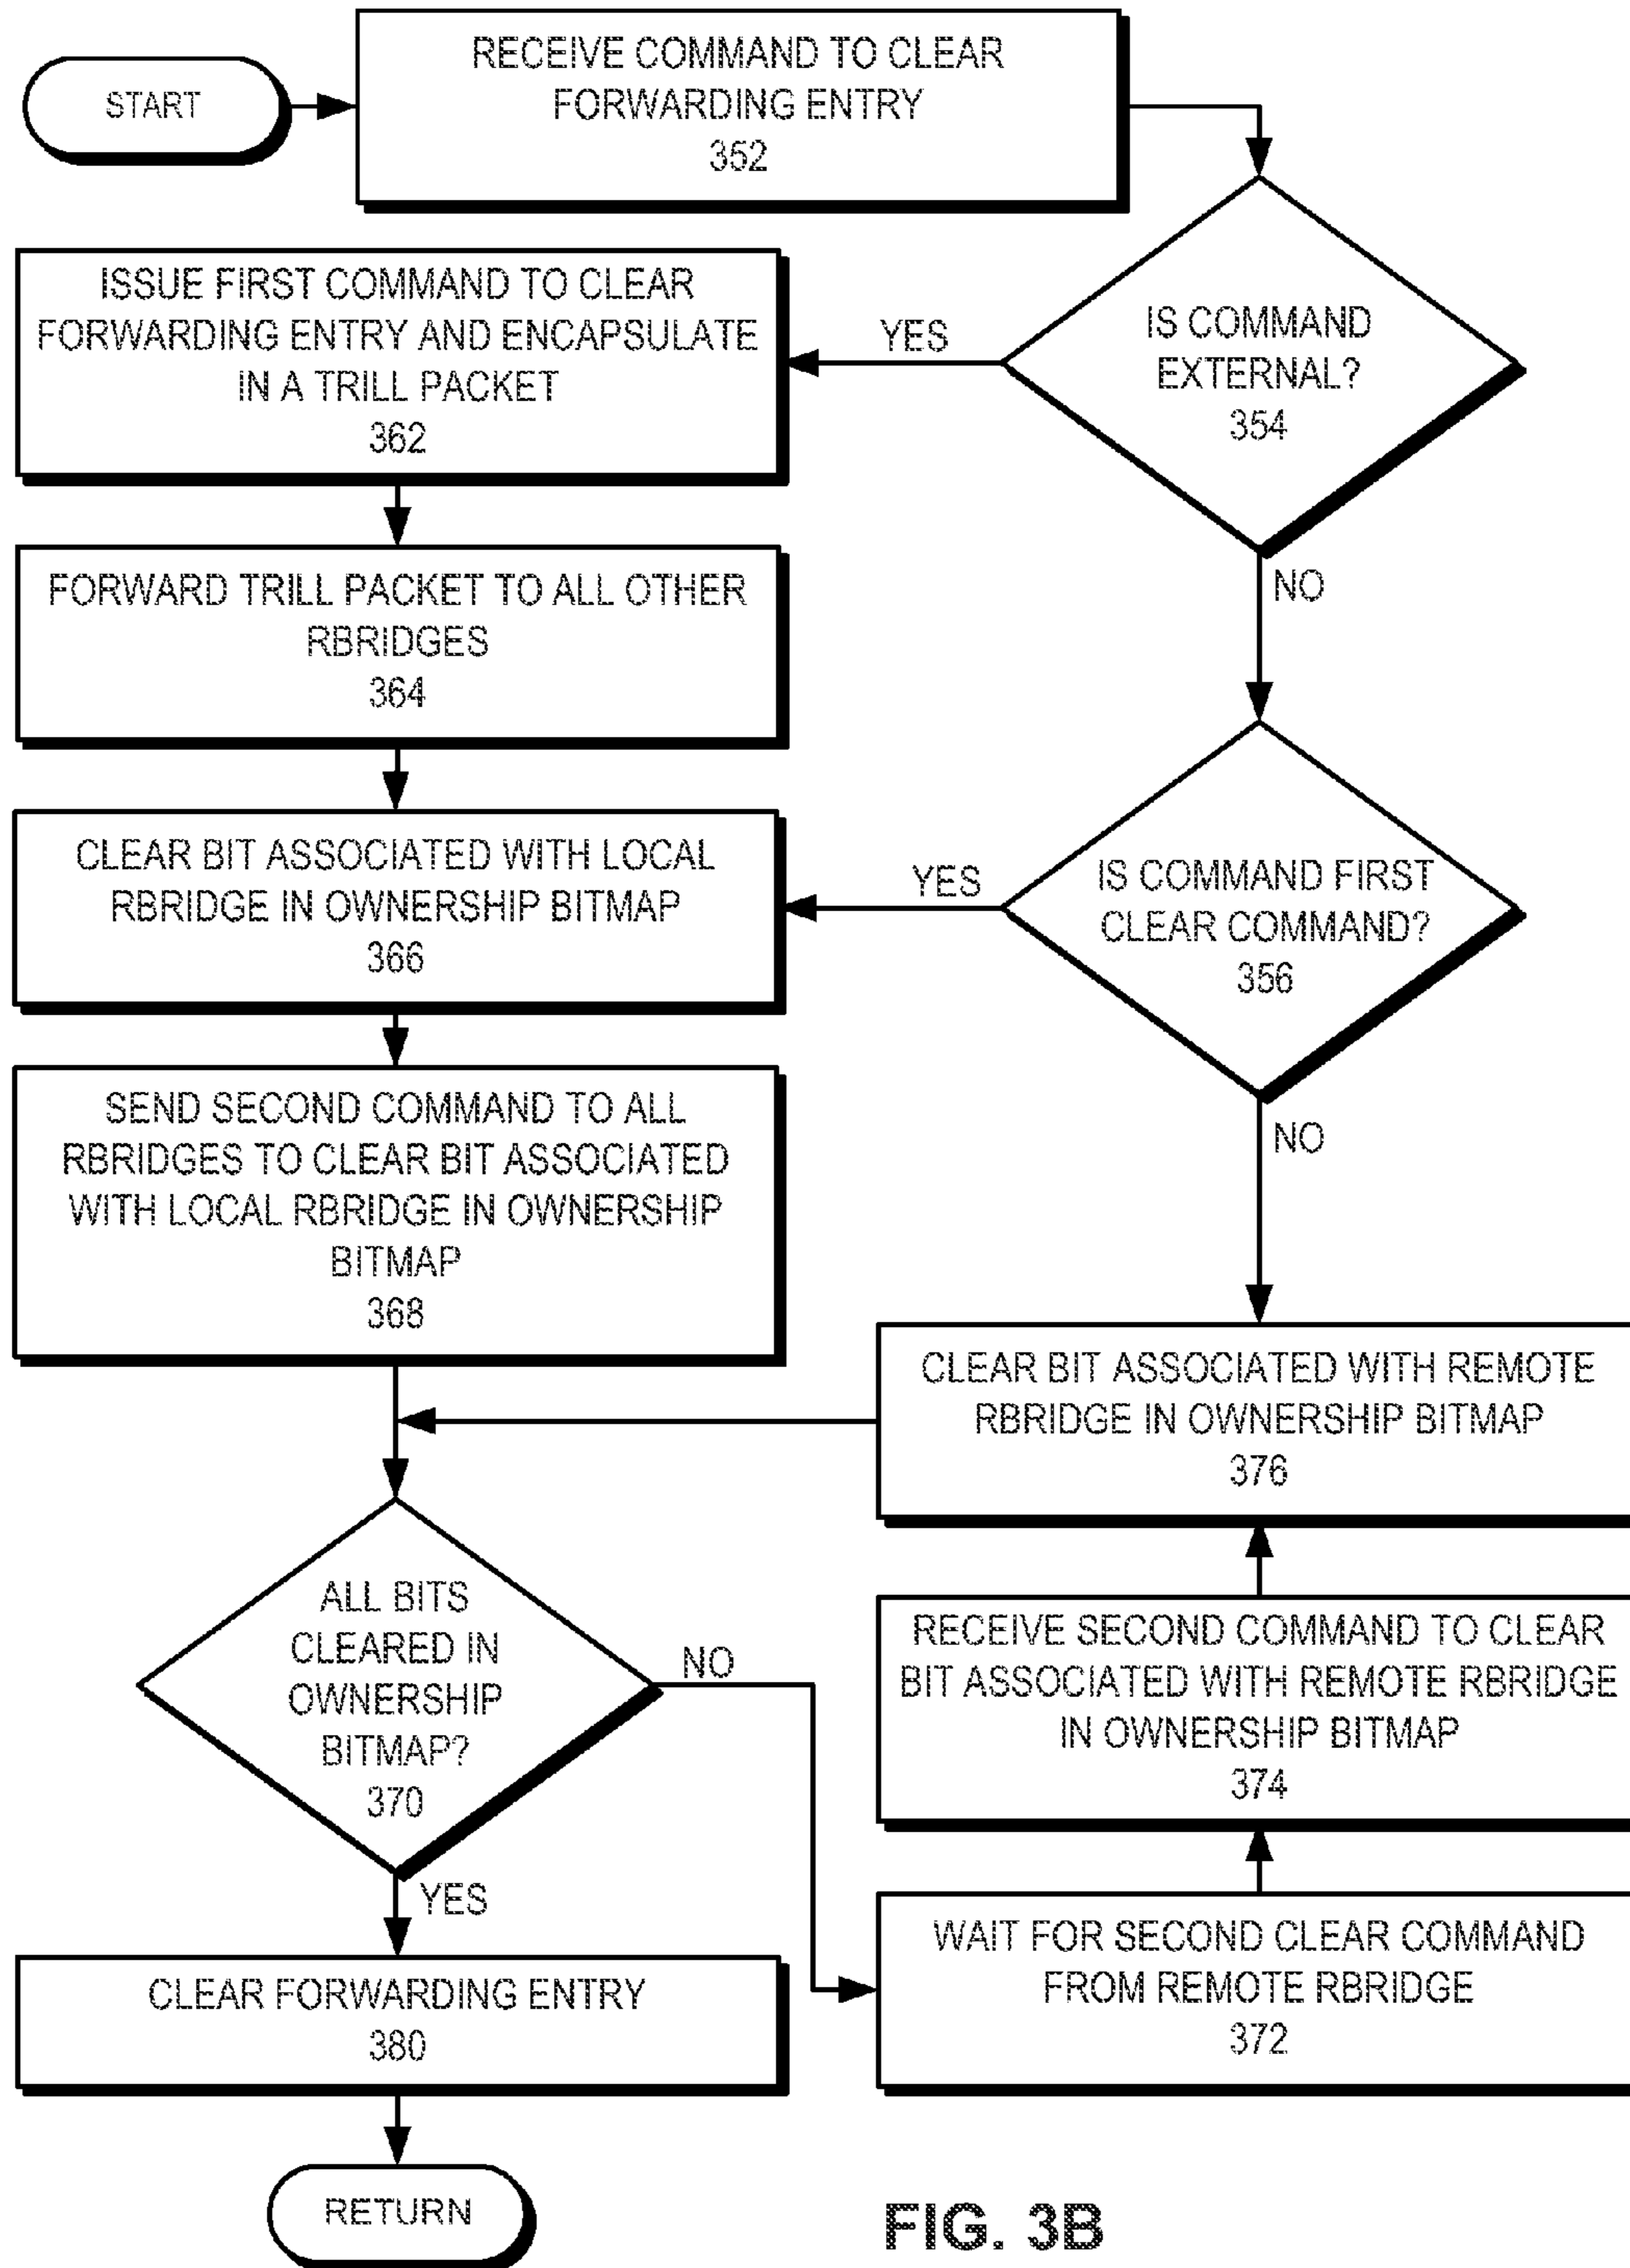 START
RECEIVE COMMAND TO CLEAR
FORWARDING ENTRY
352
ISSUE FIRST COMMAND TO CLEAR
FORWARDING ENTRY AND ENCAPSULATE
IN A TRILL PACKET
362
YES
IS COMMAND
EXTERNAL?
354
NO
FORWARD TRILL PACKET TO ALL OTHER
RBRIDGES
364
CLEAR BIT ASSOCIATED WITH LOCAL
RBRIDGE IN OWNERSHIP BITMAP
366
YES
IS COMMAND FIRST
CLEAR COMMAND?
356
NO
SEND SECOND COMMAND TO ALL
RBRIDGES TO CLEAR BIT ASSOCIATED
WITH LOCAL RBRIDGE IN OWNERSHIP
BITMAP
368
CLEAR BIT ASSOCIATED WITH REMOTE
RBRIDGE IN OWNERSHIP BITMAP
376
ALL BITS
CLEARED IN
OWNERSHIP
BITMAP?
370
NO
YES
RECEIVE SECOND COMMAND TO CLEAR
BIT ASSOCIATED WITH REMOTE RBRIDGE
IN OWNERSHIP BITMAP
374
WAIT FOR SECOND CLEAR COMMAND
FROM REMOTE RBRIDGE
372
CLEAR FORWARDING ENTRY
380
RETURN
FIG. 3B